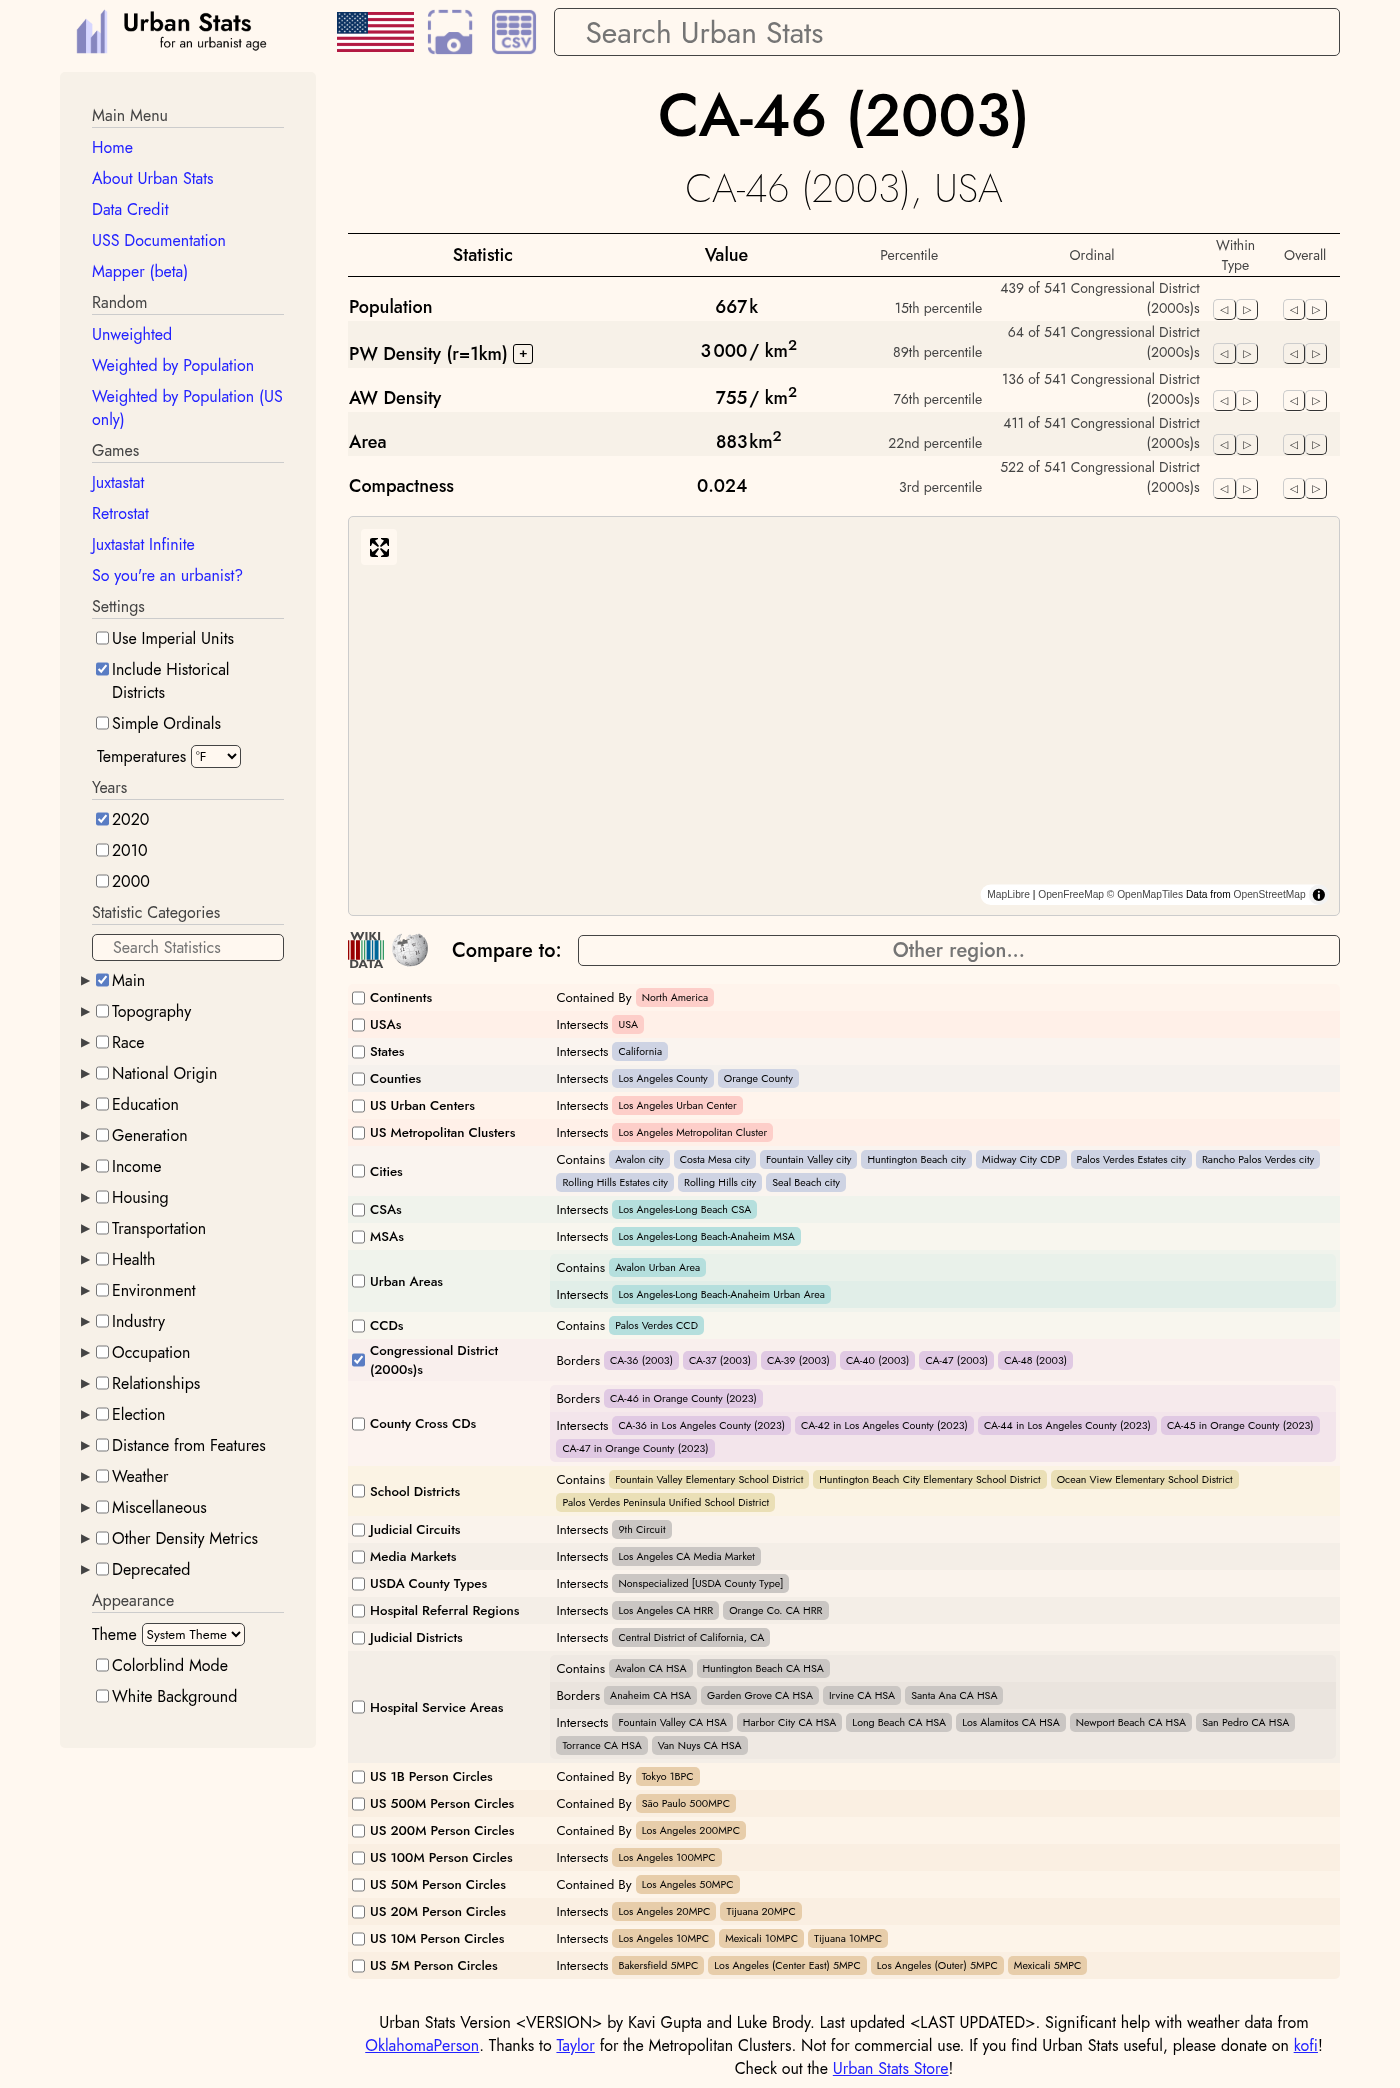 Urban Stats
for an urbanist age
CSV
Search Urban Stats
Main Menu
Home
About Urban Stats
Data Credit
USS Documentation
Mapper (beta)
Random
Unweighted
Weighted by Population
Weighted by Population (US
only)
Games
Juxtastat
Retrostat
Juxtastat Infinite
So you're an urbanist?
Settings
Use Imperial Units
Include Historical
Districts
Simple Ordinals
Temperatures °F
Years
2020
2010
2000
Statistic Categories
Search Statistics
Main
Topography
Race
National Origin
Education
Generation
Income
Housing
Transportation
Health
Environment
Industry
Occupation
Relationships
Election
Distance from Features
Weather
Miscellaneous
Other Density Metrics
Deprecated
Appearance
Theme System Theme
Colorblind Mode
White Background
CA-46 (2003)
CA-46 (2003), USA
Statistic Value Percentile Ordinal Within Type Overall
Population 667k 15th percentile 439 of 541 Congressional District (2000s)s
PW Density (r=1km) + 3 000 / km² 89th percentile 64 of 541 Congressional District (2000s)s
AW Density 755 / km² 76th percentile 136 of 541 Congressional District (2000s)s
Area 883 km² 22nd percentile 411 of 541 Congressional District (2000s)s
Compactness 0.024 3rd percentile 522 of 541 Congressional District (2000s)s
MapLibre | OpenFreeMap © OpenMapTiles Data from OpenStreetMap
WIKI
DATA
Compare to: Other region...
Continents Contained By North America
USAs Intersects USA
States Intersects California
Counties Intersects Los Angeles County Orange County
US Urban Centers Intersects Los Angeles Urban Center
US Metropolitan Clusters Intersects Los Angeles Metropolitan Cluster
Cities Contains Avalon city Costa Mesa city Fountain Valley city Huntington Beach city Midway City CDP Palos Verdes Estates city Rancho Palos Verdes city
Rolling Hills Estates city Rolling Hills city Seal Beach city
CSAs Intersects Los Angeles-Long Beach CSA
MSAs Intersects Los Angeles-Long Beach-Anaheim MSA
Urban Areas Contains Avalon Urban Area
Intersects Los Angeles-Long Beach-Anaheim Urban Area
CCDs Contains Palos Verdes CCD
Congressional District (2000s)s Borders CA-36 (2003) CA-37 (2003) CA-39 (2003) CA-40 (2003) CA-47 (2003) CA-48 (2003)
County Cross CDs Borders CA-46 in Orange County (2023)
Intersects CA-36 in Los Angeles County (2023) CA-42 in Los Angeles County (2023) CA-44 in Los Angeles County (2023) CA-45 in Orange County (2023)
CA-47 in Orange County (2023)
School Districts Contains Fountain Valley Elementary School District Huntington Beach City Elementary School District Ocean View Elementary School District
Palos Verdes Peninsula Unified School District
Judicial Circuits Intersects 9th Circuit
Media Markets Intersects Los Angeles CA Media Market
USDA County Types Intersects Nonspecialized [USDA County Type]
Hospital Referral Regions Intersects Los Angeles CA HRR Orange Co. CA HRR
Judicial Districts Intersects Central District of California, CA
Hospital Service Areas Contains Avalon CA HSA Huntington Beach CA HSA
Borders Anaheim CA HSA Garden Grove CA HSA Irvine CA HSA Santa Ana CA HSA
Intersects Fountain Valley CA HSA Harbor City CA HSA Long Beach CA HSA Los Alamitos CA HSA Newport Beach CA HSA San Pedro CA HSA
Torrance CA HSA Van Nuys CA HSA
US 1B Person Circles Contained By Tokyo 1BPC
US 500M Person Circles Contained By São Paulo 500MPC
US 200M Person Circles Contained By Los Angeles 200MPC
US 100M Person Circles Intersects Los Angeles 100MPC
US 50M Person Circles Contained By Los Angeles 50MPC
US 20M Person Circles Intersects Los Angeles 20MPC Tijuana 20MPC
US 10M Person Circles Intersects Los Angeles 10MPC Mexicali 10MPC Tijuana 10MPC
US 5M Person Circles Intersects Bakersfield 5MPC Los Angeles (Center East) 5MPC Los Angeles (Outer) 5MPC Mexicali 5MPC
Urban Stats Version <VERSION> by Kavi Gupta and Luke Brody. Last updated <LAST UPDATED>. Significant help with weather data from
OklahomaPerson. Thanks to Taylor for the Metropolitan Clusters. Not for commercial use. If you find Urban Stats useful, please donate on kofi!
Check out the Urban Stats Store!